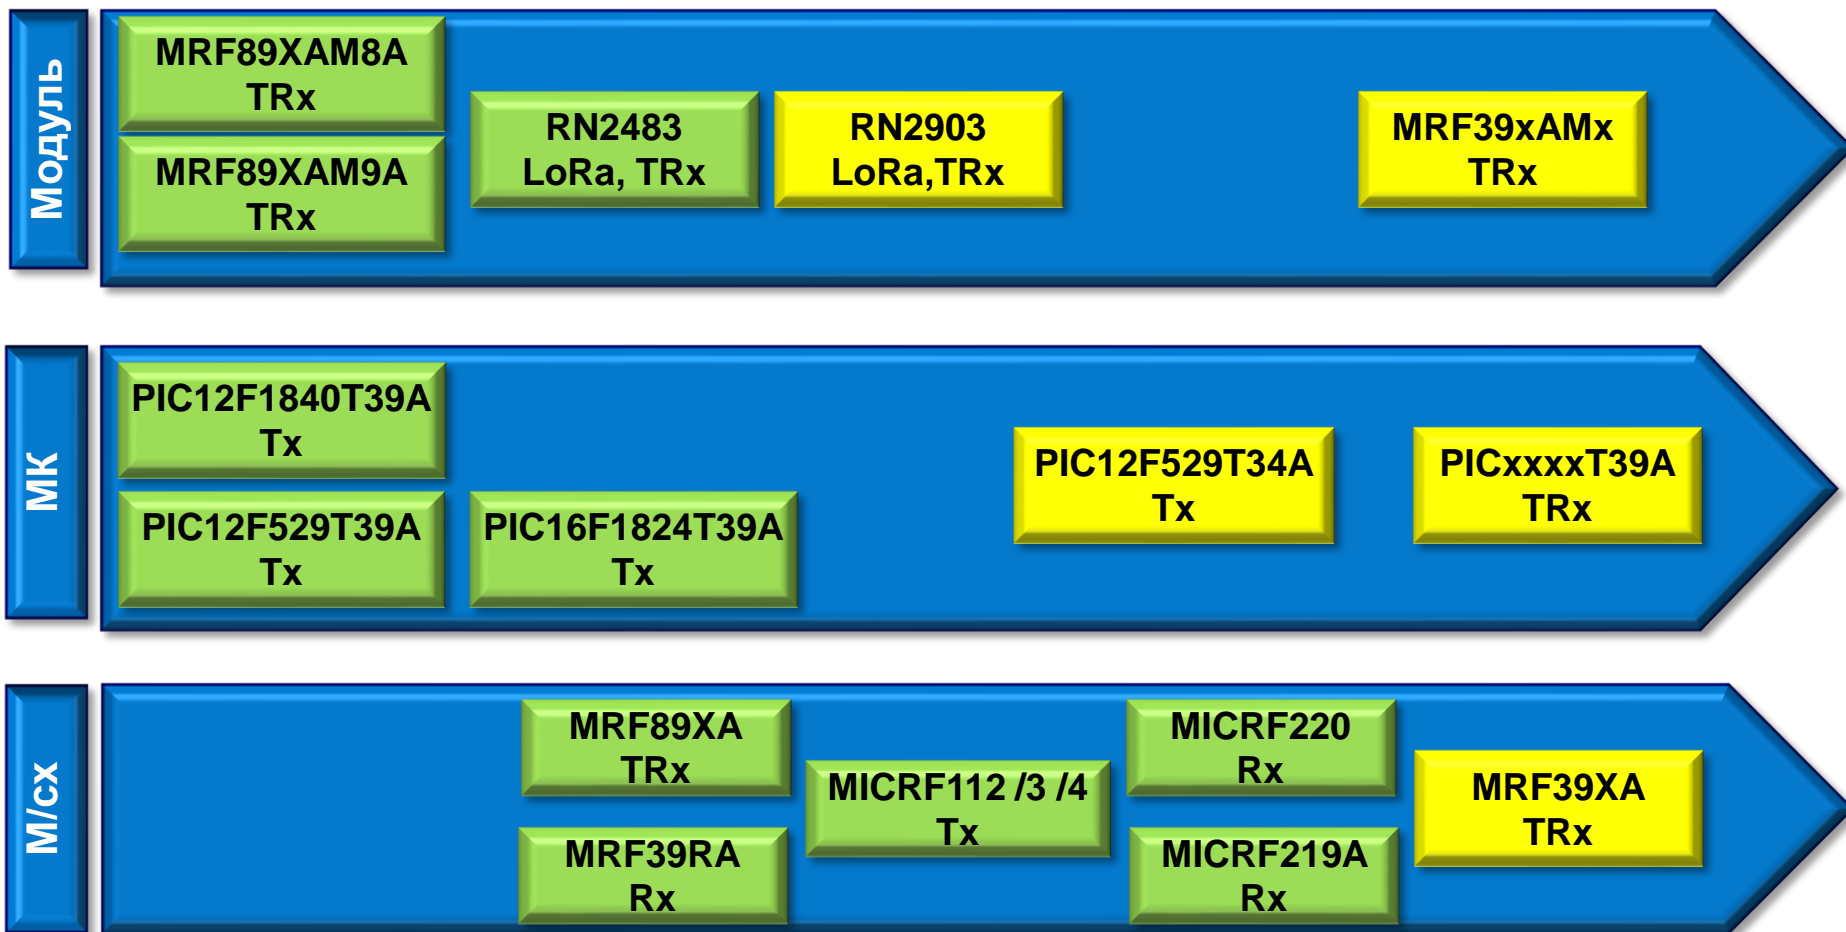 Модуль
MRF89XAM8A
TRx
MRF89XAM9A
TRx
RN2483
LoRa, TRx
RN2903
LoRa,TRx
MRF39xAMx
TRx
МК
PIC12F1840T39A
Tx
PIC12F529T39A
Tx
PIC16F1824T39A
Tx
PIC12F529T34A
Tx
PICxxxxT39A
TRx
М/сх
MRF89XA
TRx
MRF39RA
Rx
MICRF112 /3 /4
Tx
MICRF220
Rx
MICRF219A
Rx
MRF39XA
TRx